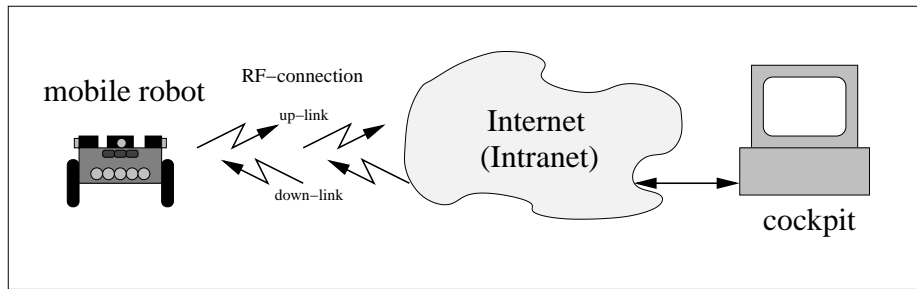 mobile robot
RF−connection
up−link
down−link
Internet
(Intranet)
cockpit